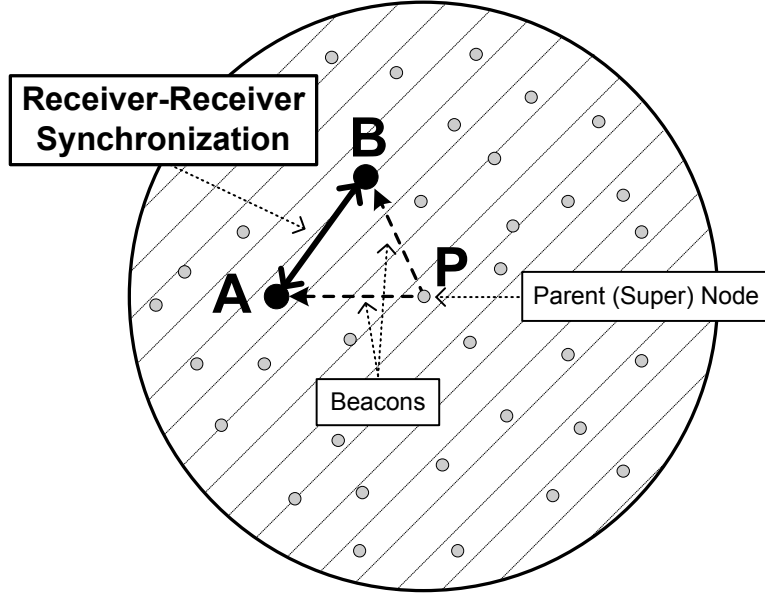 Receiver-Receiver
Synchronization
B
A
P
Parent (Super) Node
Beacons